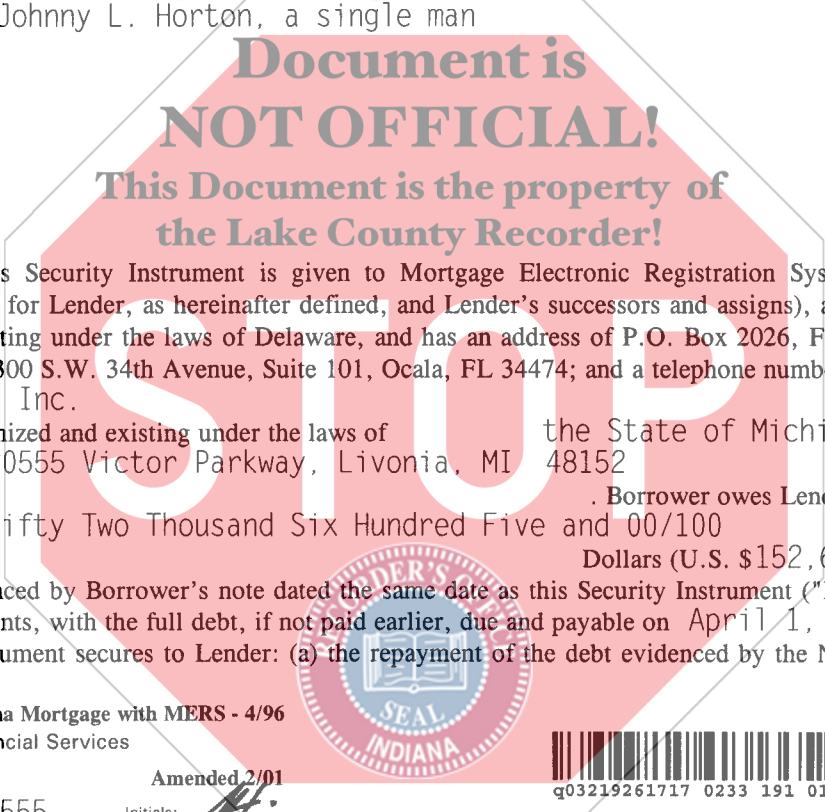 Johnny L. Horton, a single man
Document is
NOT OFFICIAL!
This Document is the property of
the Lake County Recorder!
s Security Instrument is given to Mortgage Electronic Registration Sys
for Lender, as hereinafter defined, and Lender's successors and assigns), a
ting under the laws of Delaware, and has an address of P.O. Box 2026, F
300 S.W. 34th Avenue, Suite 101, Ocala, FL 34474; and a telephone numb
Inc.
nized and existing under the laws of the State of Michi
0555 Victor Parkway, Livonia, MI 48152
. Borrower owes Lend
ifty Two Thousand Six Hundred Five and 00/100
Dollars (U.S. $152,6
nced by Borrower's note dated the same date as this Security Instrument ("
nts, with the full debt, if not paid earlier, due and payable on April 1,
ument secures to Lender: (a) the repayment of the debt evidenced by the N
STOP
RECORDER'S OFFICE
SEAL
INDIANA
a Mortgage with MERS - 4/96
ncial Services
Amended 2/01
555 Initials:
q03219261717 0233 191 01